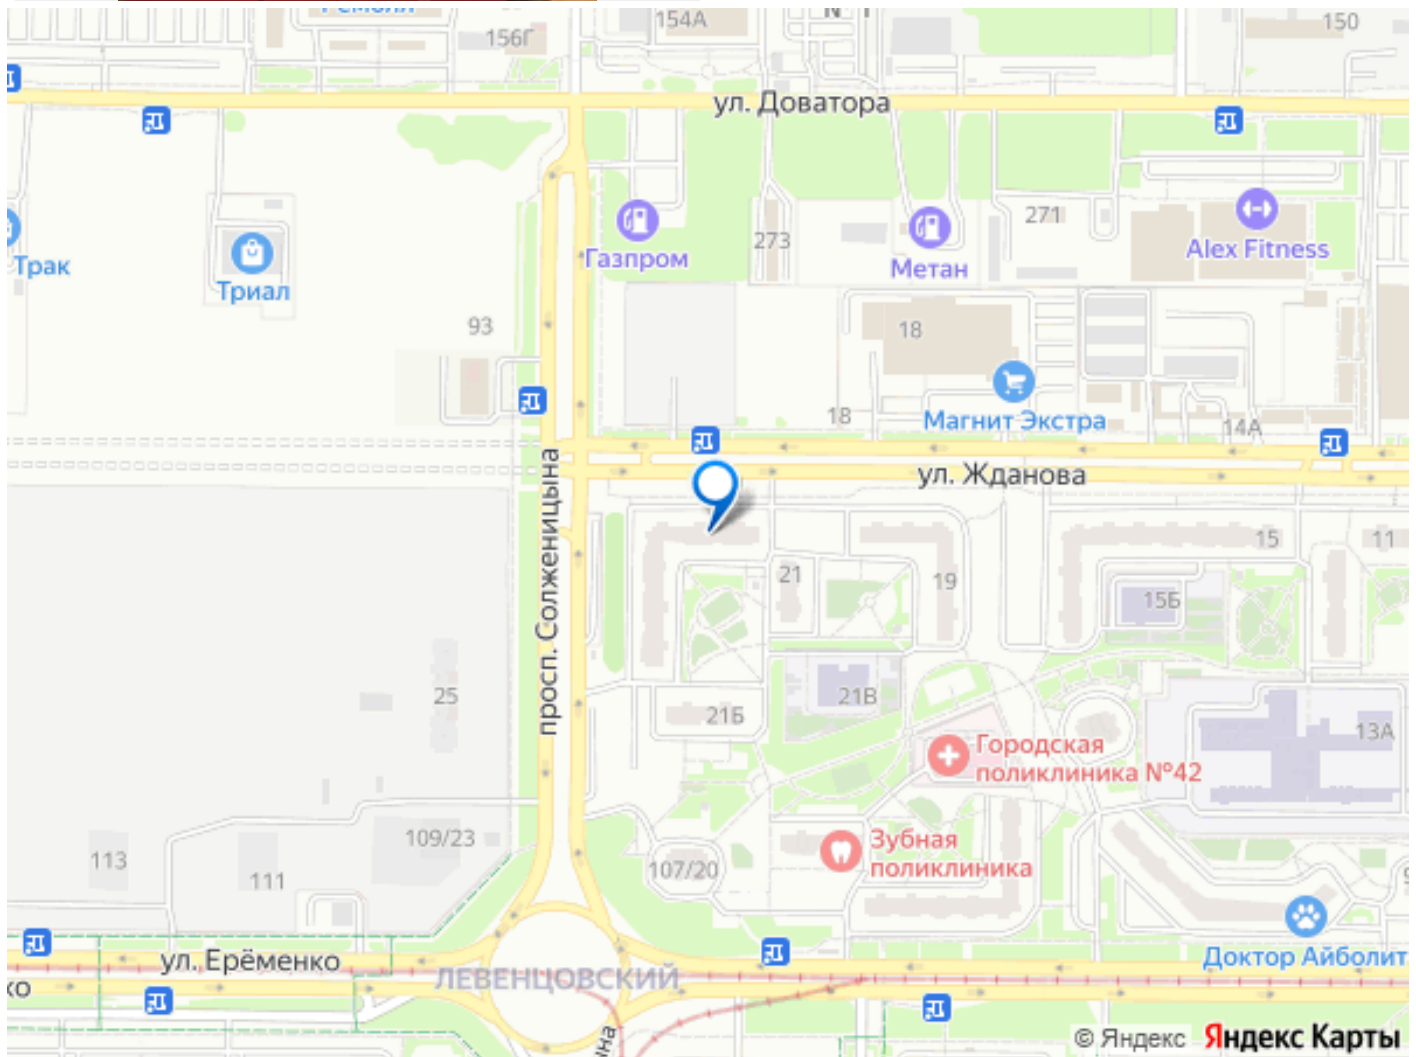 154А
150
156Г
ул. Доватора
Газпром
273
Метан
271
Alex Fitness
Трак
Триал
93
18
18
Магнит Экстра
14А
ул. Жданова
просп. Солженицына
15
11
21
19
15Б
25
21Б
21В
13А
Городская
поликлиника №42
109/23
113
111
107/20
Зубная
поликлиника
Доктор Айболит
ул. Ерёменко
ЛЕВЕНЦОВСКИЙ
© Яндекс Яндекс Карты